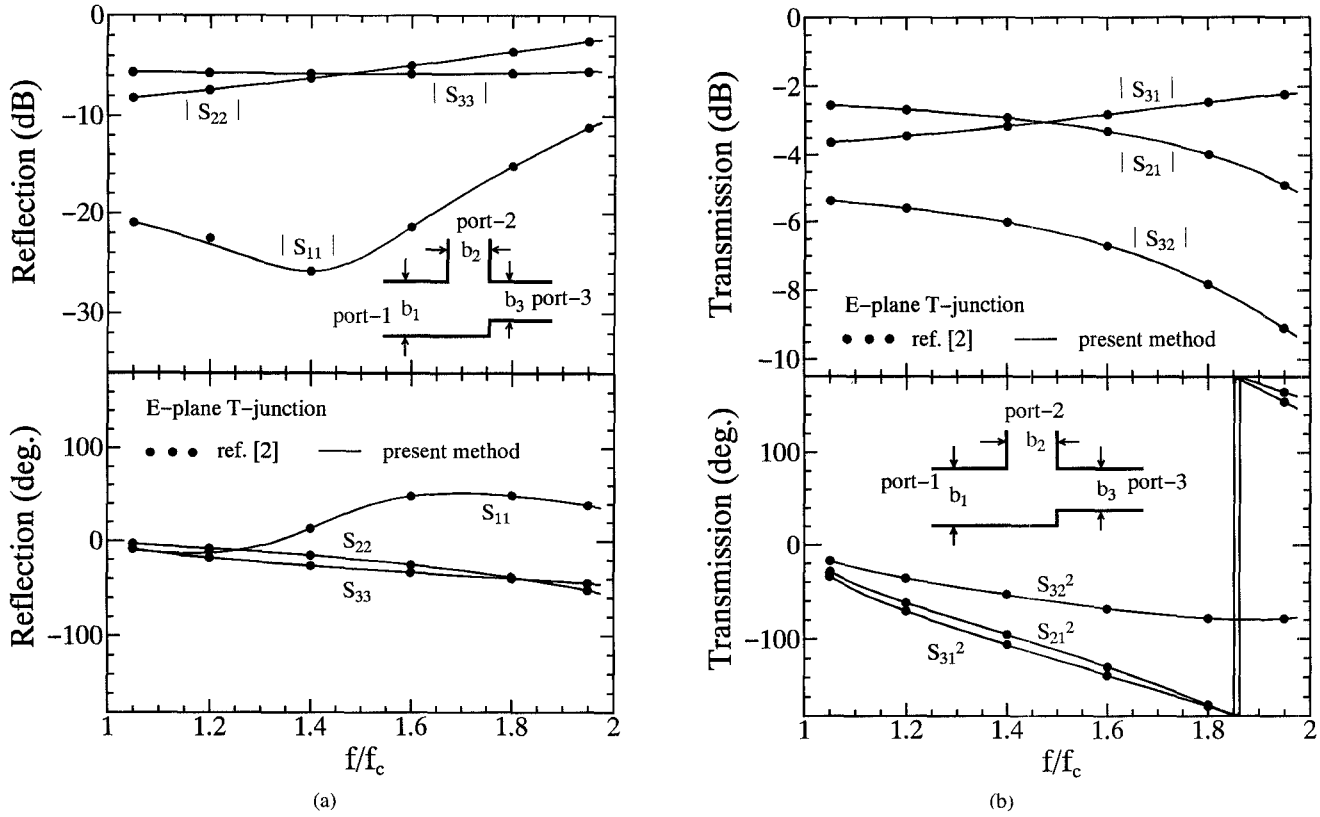 Reflection (dB)
0
−10
−20
−30
| S22 |
| S33 |
| S11 |
port−2
b2
b1
b3
port−1
port−3
Reflection (deg.)
100
0
−100
E−plane T−junction
ref. [2]
present method
S11
S22
S33
1
1.2
1.4
1.6
1.8
2
f/fc
(a)
Transmission (dB)
0
−2
−4
−6
−8
−10
| S31 |
| S21 |
| S32 |
E−plane T−junction
ref. [2]
present method
Transmission (deg.)
100
0
−100
port−2
b2
port−1
b1
b3
port−3
S32²
S21²
S31²
1
1.2
1.4
1.6
1.8
2
f/fc
(b)